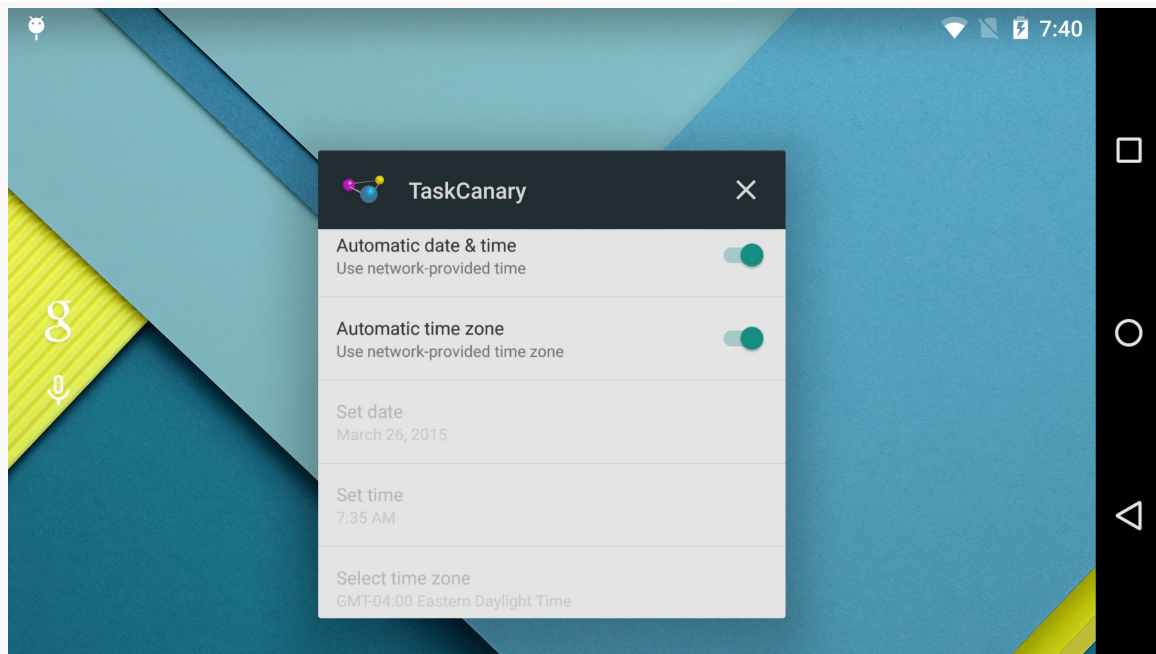 7:40
TaskCanary
Automatic date & time
Use network-provided time
Automatic time zone
Use network-provided time zone
g
Set date
March 26, 2015
Set time
7:35 AM
Select time zone
GMT-04:00 Eastern Daylight Time